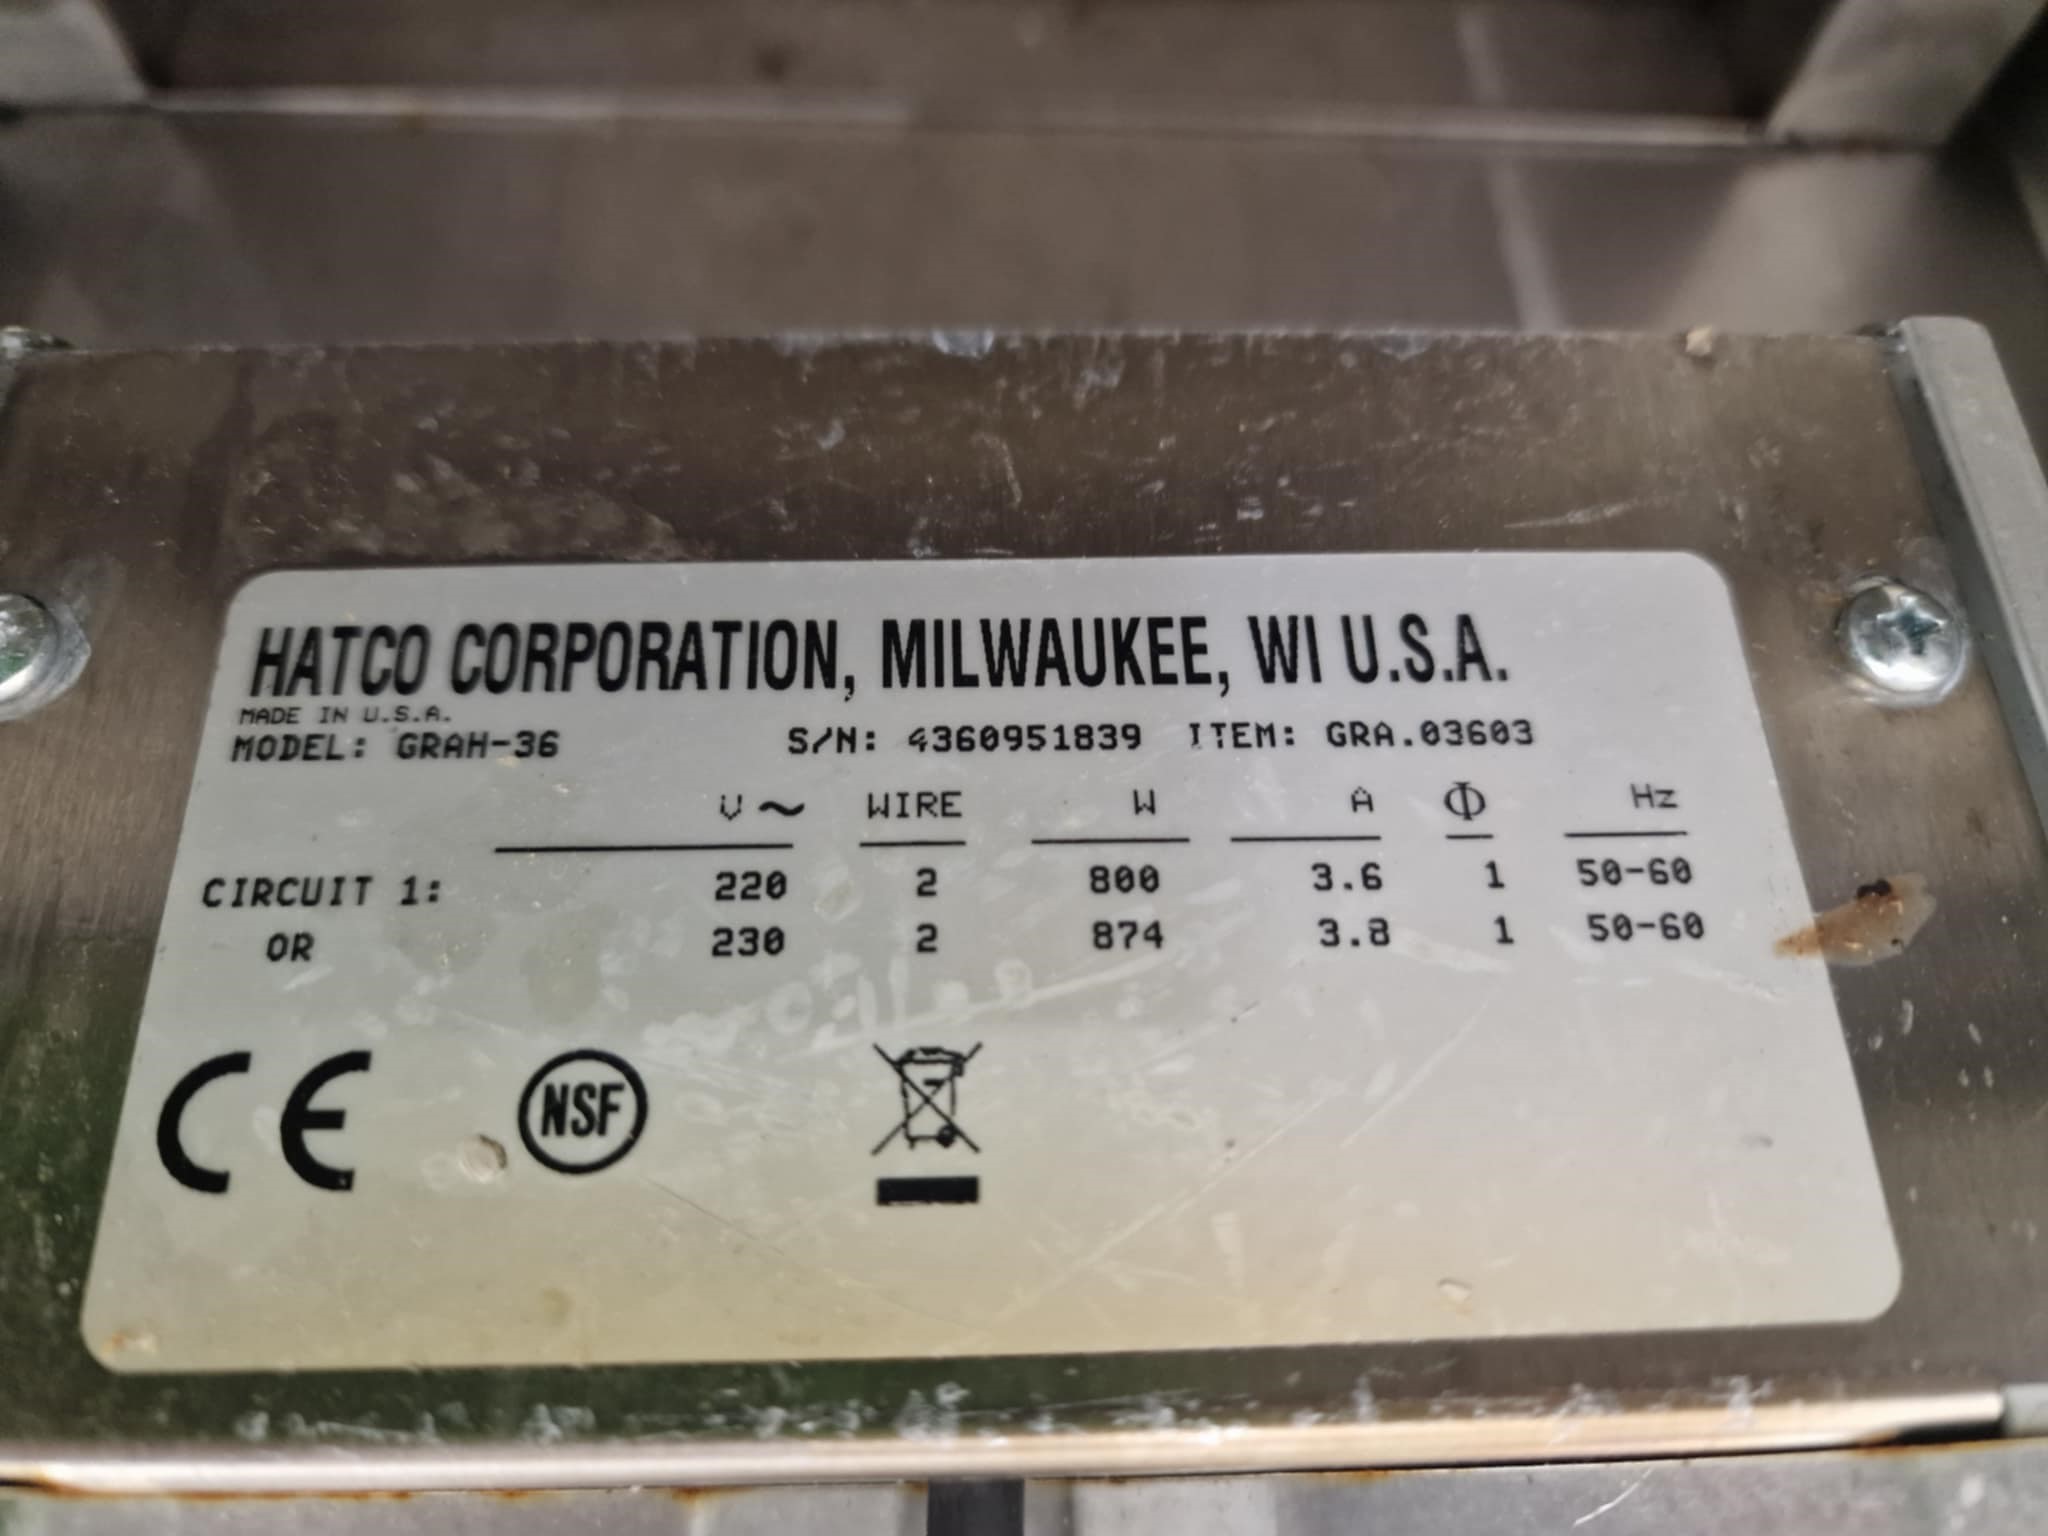 HATCO CORPORATION, MILWAUKEE, WI U.S.A.
MADE IN U.S.A.
MODEL: GRAH-36 S/N: 4360951839 ITEM: GRA.03603
V ~ WIRE W A Φ Hz
CIRCUIT 1: 220 2 800 3.6 1 50-60
OR 230 2 874 3.8 1 50-60
CE NSF